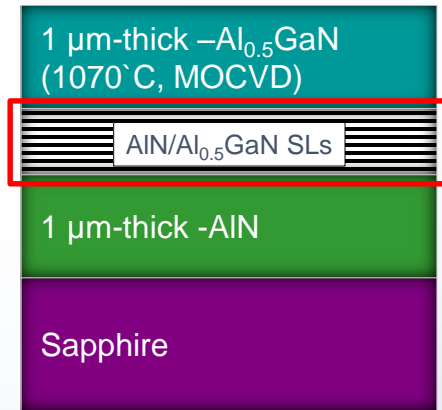 1 µm-thick –Al₀.₅GaN
(1070`C, MOCVD)
AlN/Al₀.₅GaN SLs
1 µm-thick -AlN
Sapphire